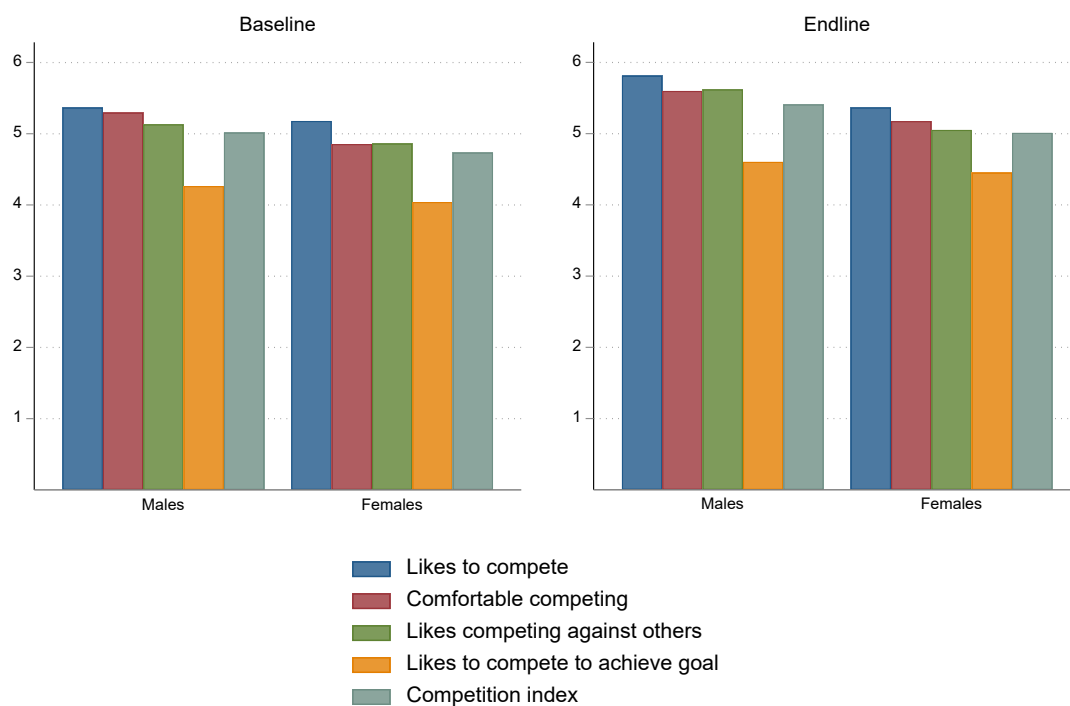 Baseline
6
5
4
3
2
1
Males Females
Endline
6
5
4
3
2
1
Males Females
Likes to compete
Comfortable competing
Likes competing against others
Likes to compete to achieve goal
Competition index